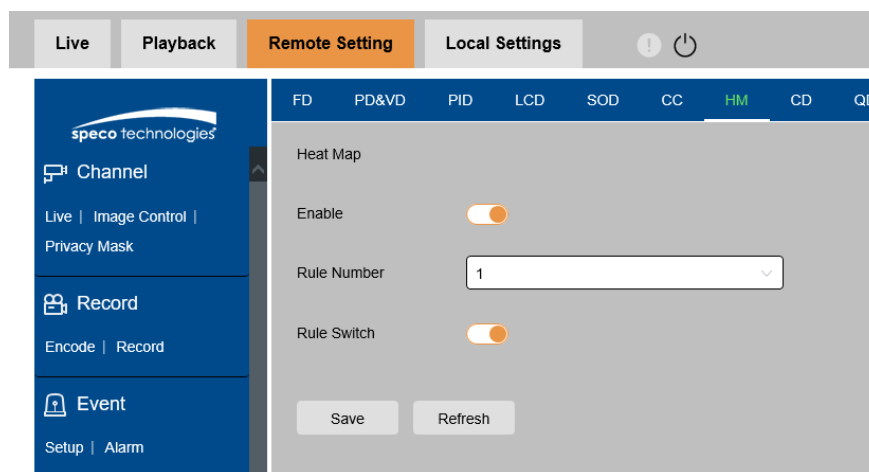 Live Playback Remote Setting Local Settings
speco technologies
Channel
Live | Image Control |
Privacy Mask
Record
Encode | Record
Event
Setup | Alarm
FD PD&VD PID LCD SOD CC HM CD
Heat Map
Enable
Rule Number 1
Rule Switch
Save Refresh